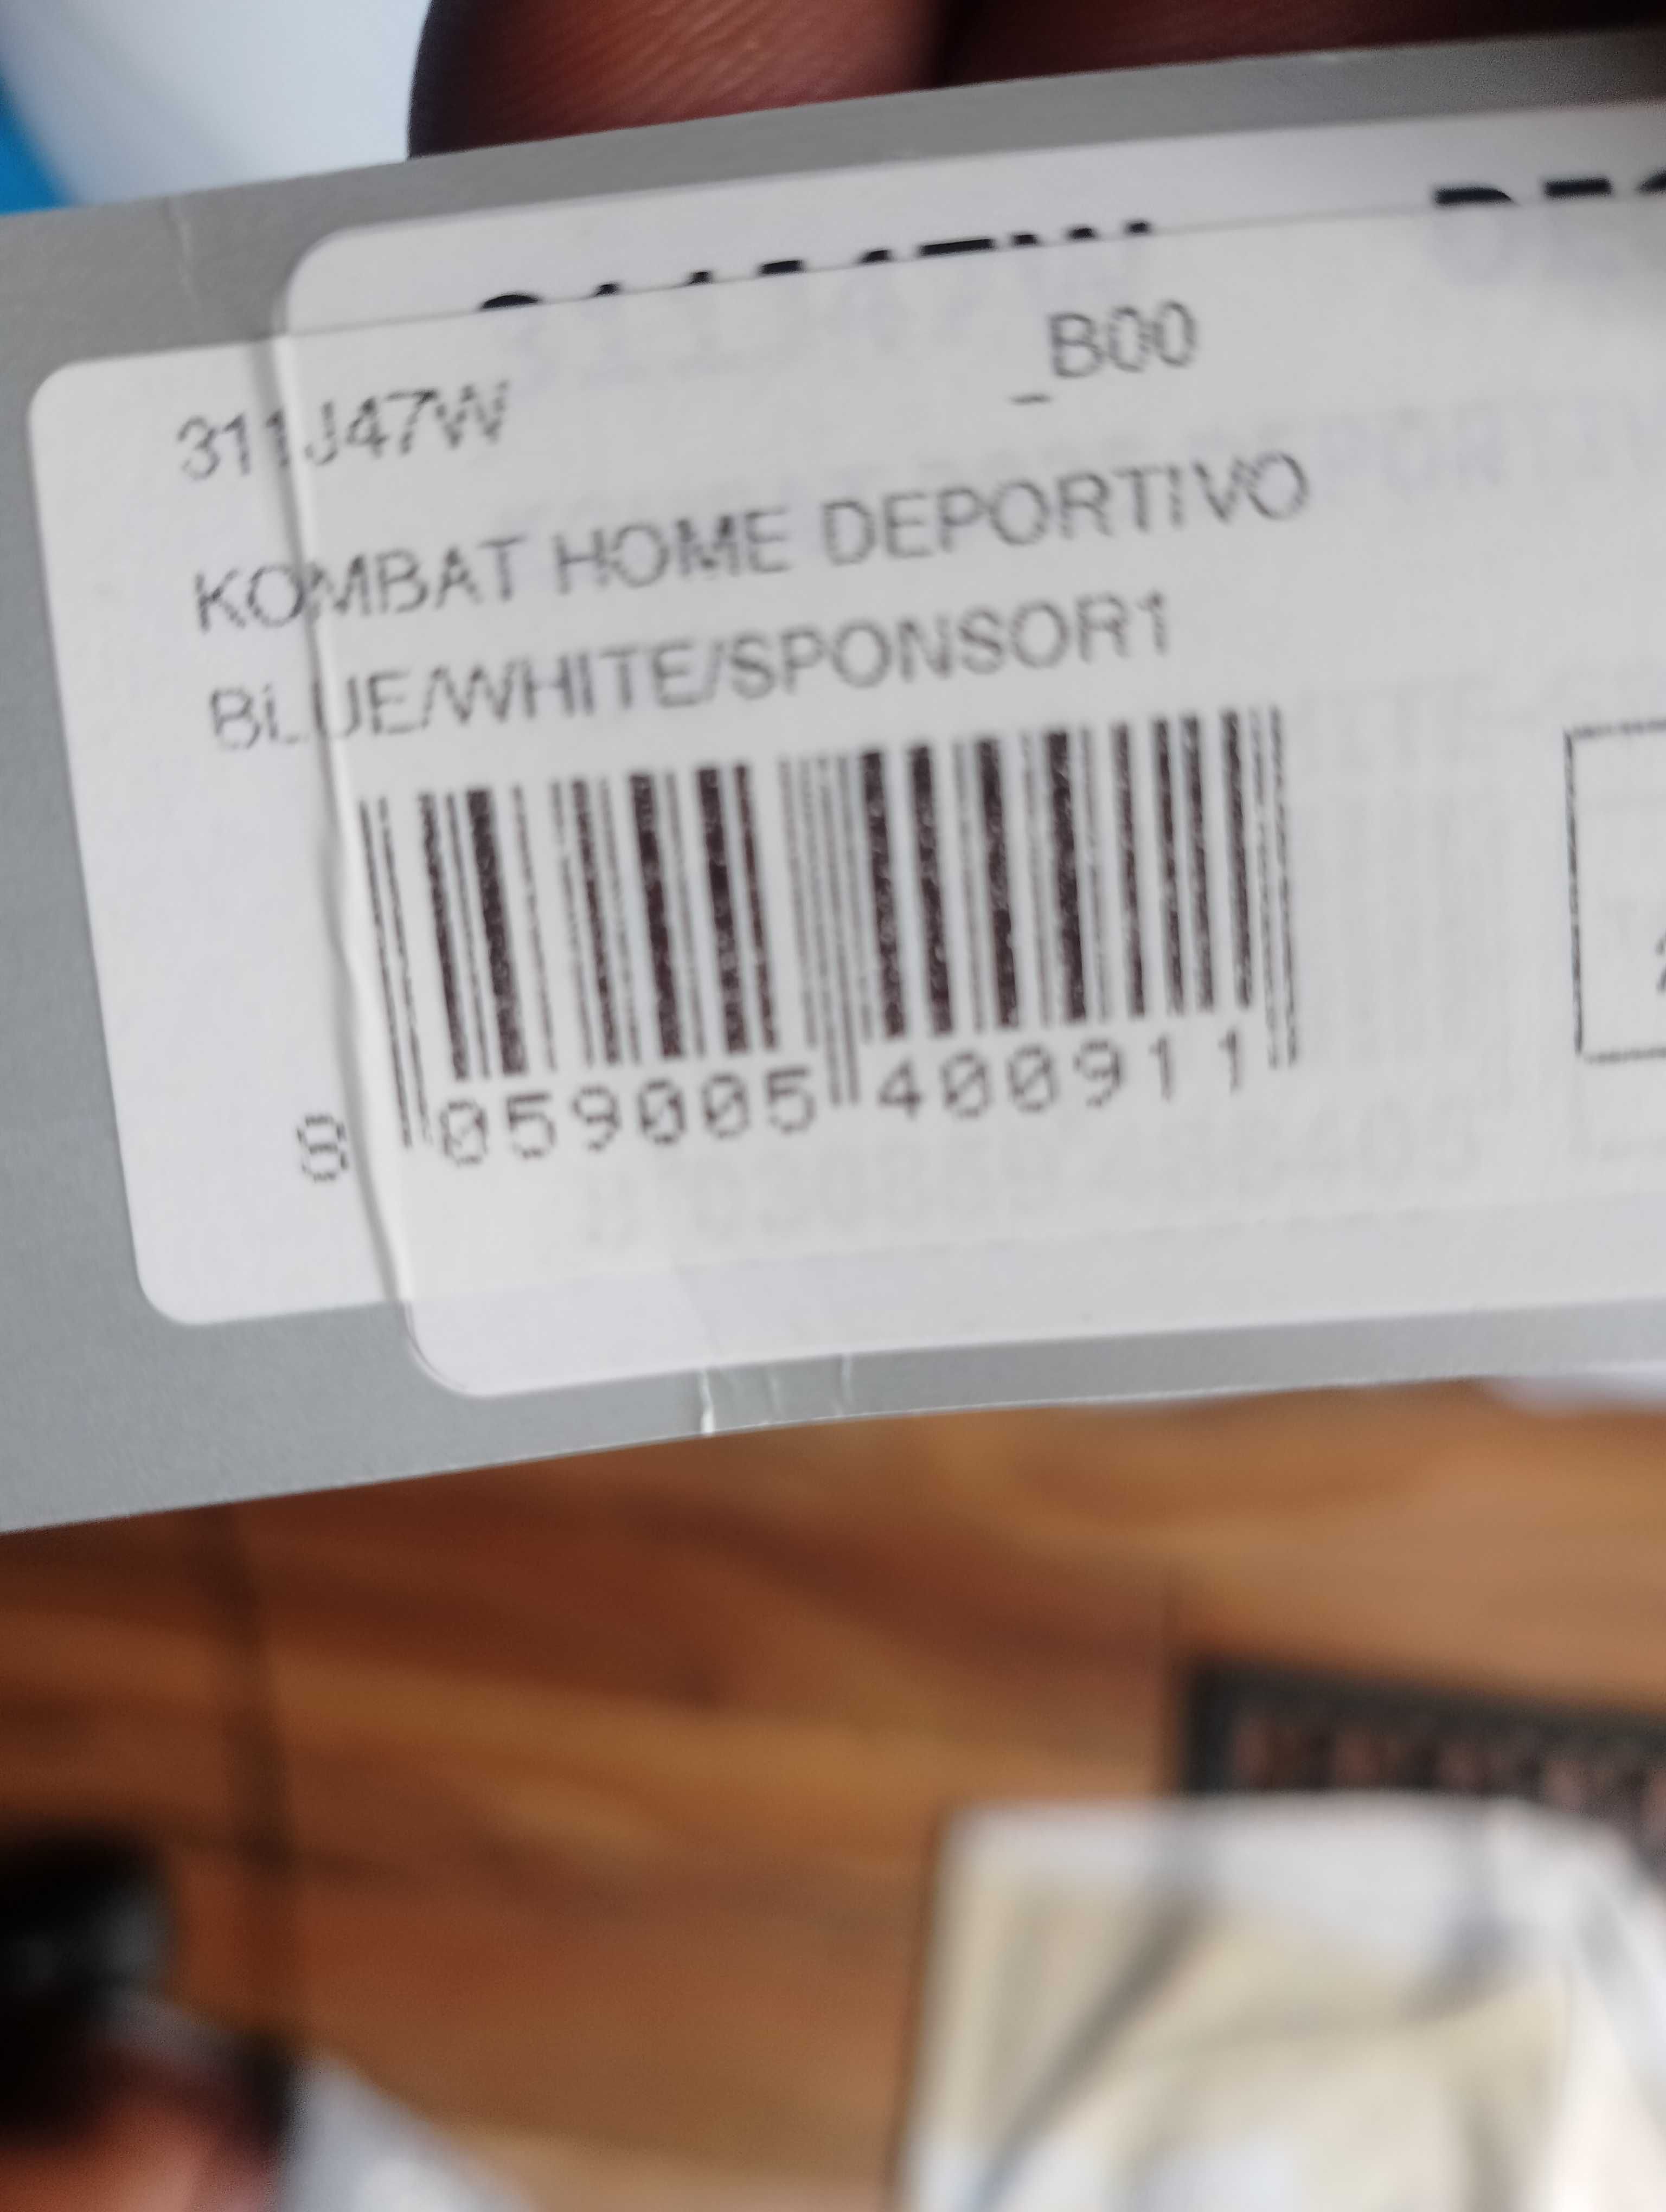 311J47W _B00
KOMBAT HOME DEPORTIVO
BLUE/WHITE/SPONSOR1
8 059005 400911